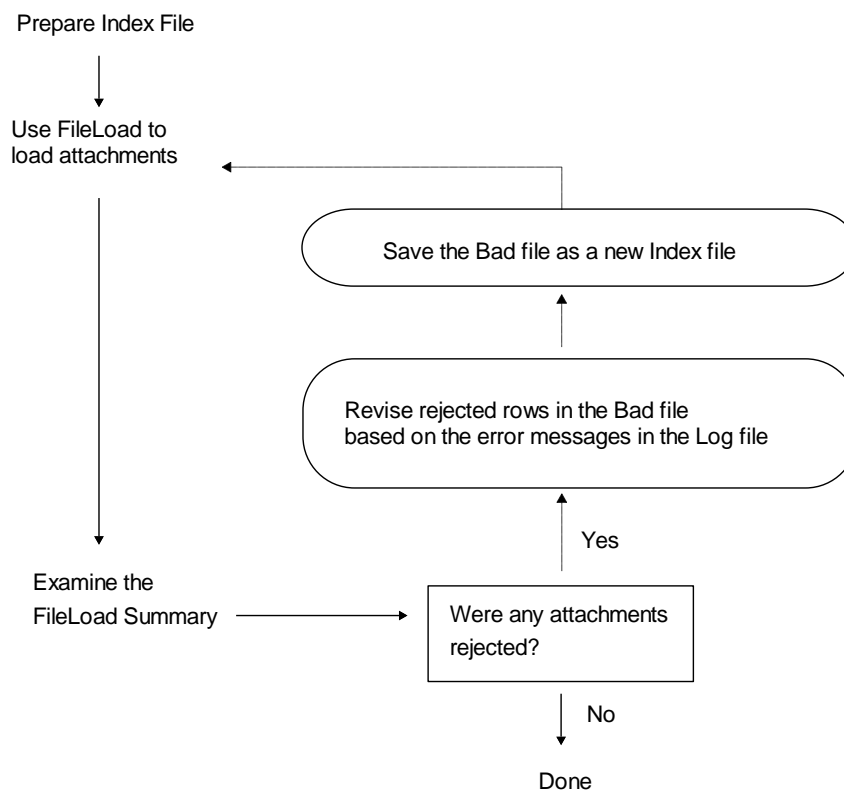 Prepare Index File
Use FileLoad to
load attachments
Save the Bad file as a new Index file
Revise rejected rows in the Bad file
based on the error messages in the Log file
Yes
Examine the
FileLoad Summary
Were any attachments
rejected?
No
Done